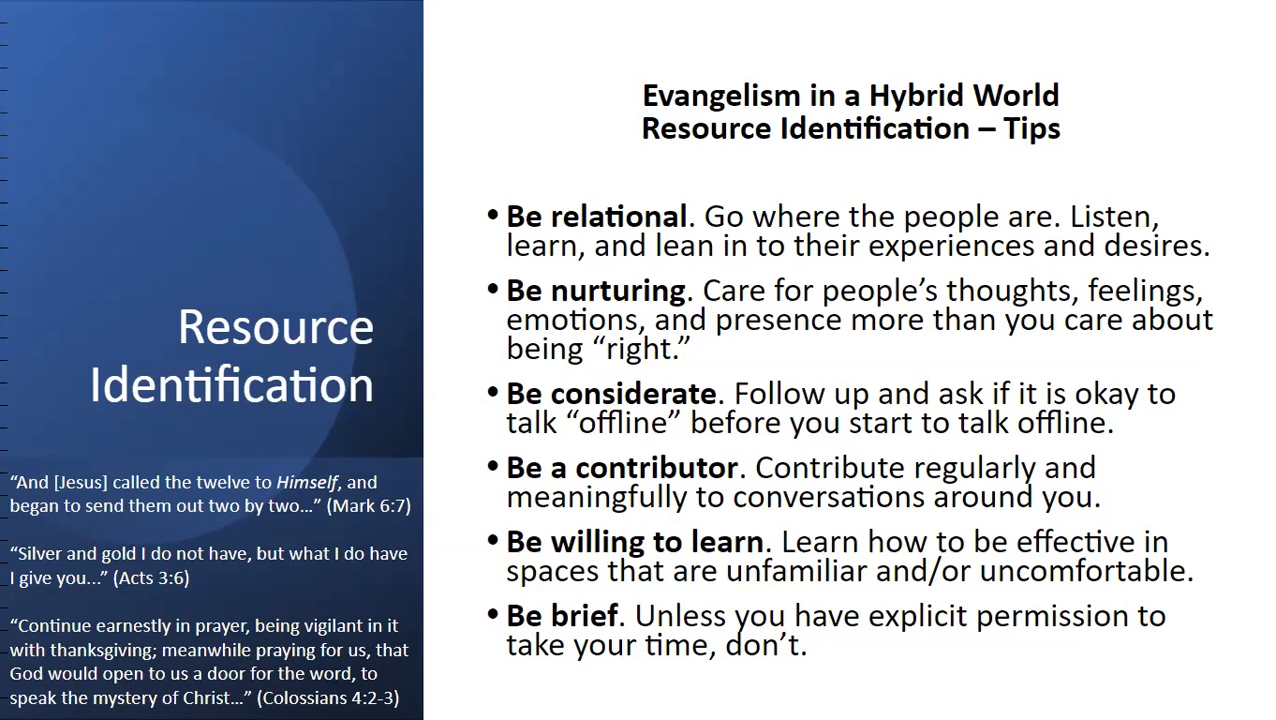 Resource
Identification
“And [Jesus] called the twelve to Himself, and
began to send them out two by two…” (Mark 6:7)
“Silver and gold I do not have, but what I do have
I give you...” (Acts 3:6)
“Continue earnestly in prayer, being vigilant in it
with thanksgiving; meanwhile praying for us, that
God would open to us a door for the word, to
speak the mystery of Christ…” (Colossians 4:2-3)
Evangelism in a Hybrid World
Resource Identification – Tips
• Be relational. Go where the people are. Listen,
learn, and lean in to their experiences and desires.
• Be nurturing. Care for people’s thoughts, feelings,
emotions, and presence more than you care about
being “right.”
• Be considerate. Follow up and ask if it is okay to
talk “offline” before you start to talk offline.
• Be a contributor. Contribute regularly and
meaningfully to conversations around you.
• Be willing to learn. Learn how to be effective in
spaces that are unfamiliar and/or uncomfortable.
• Be brief. Unless you have explicit permission to
take your time, don’t.